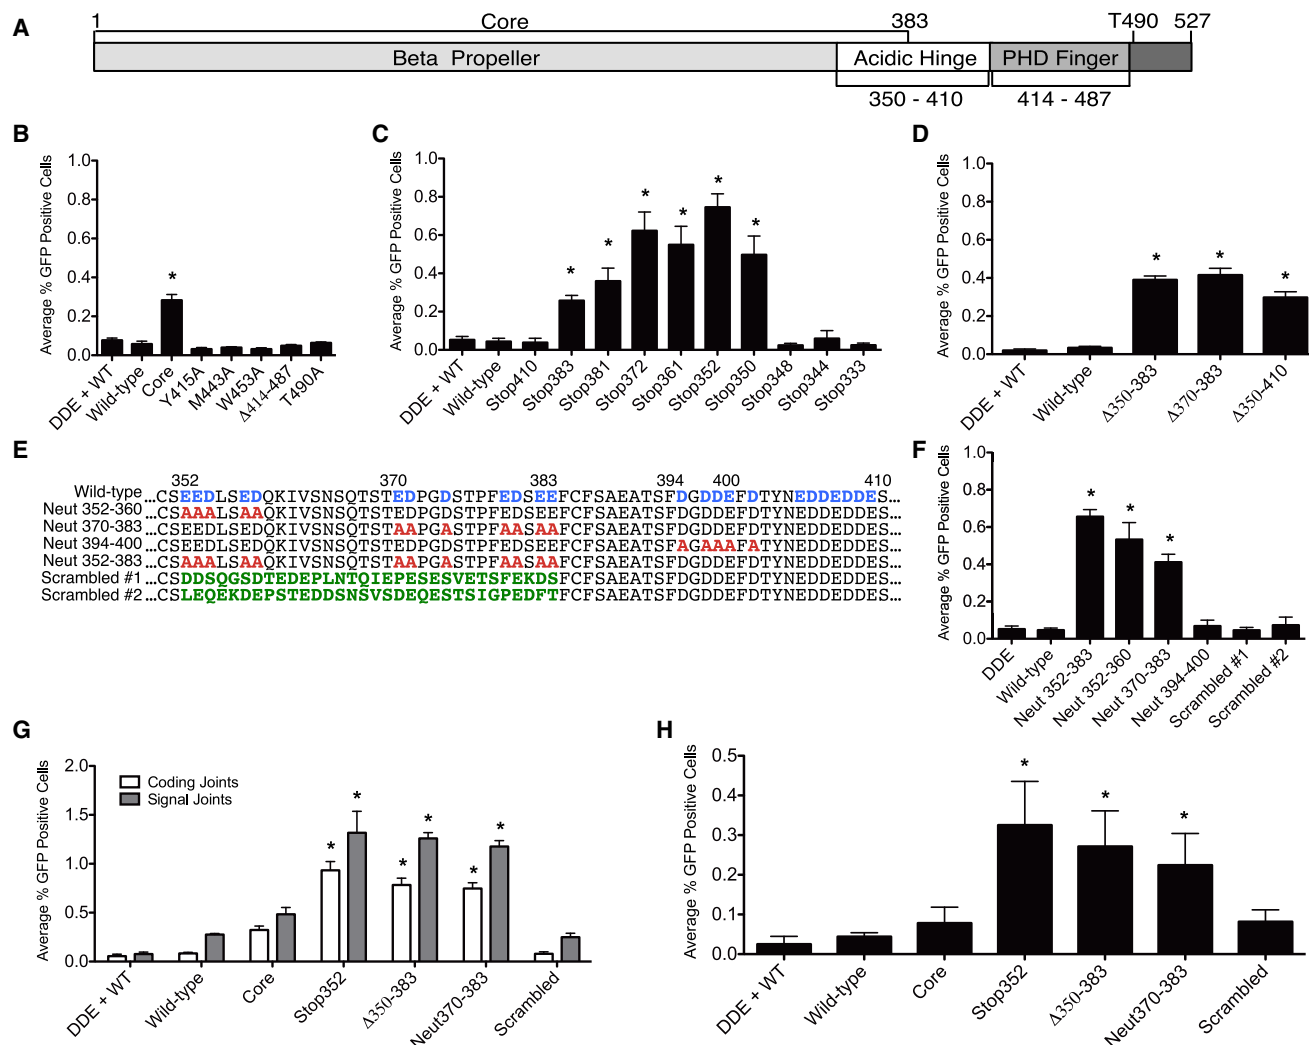 A
1
Core
383
T490
527
Beta Propeller
Acidic Hinge
PHD Finger
350 - 410
414 - 487
B
Average % GFP Positive Cells
1.0
0.8
0.6
0.4
0.2
0.0
*
DDE + WT
Wild-type
Core
Y415A
M443A
W453A
Δ414-487
T490A
C
Average % GFP Positive Cells
1.0
0.8
0.6
0.4
0.2
0.0
* * * * * *
DDE + WT
Wild-type
Stop410
Stop383
Stop381
Stop372
Stop361
Stop352
Stop350
Stop348
Stop344
Stop333
D
Average % GFP Positive Cells
1.0
0.8
0.6
0.4
0.2
0.0
* * *
DDE + WT
Wild-type
Δ350-383
Δ370-383
Δ350-410
E
352 370 383 394 400 410
Wild-type ...CSEEDLSEDQKIVSNSQTSTEDPGDSTPFEDSEEFCFSAEATSFDGDDEFDTYNEDDEDDES...
Neut 352-360 ...CSAAALSAAQKIVSNSQTSTEDPGDSTPFEDSEEFCFSAEATSFDGDDEFDTYNEDDEDDES...
Neut 370-383 ...CSEEDLSEDQKIVSNSQTSTAAPGASTPFAASAAFCFSAEATSFDGDDEFDTYNEDDEDDES...
Neut 394-400 ...CSEEDLSEDQKIVSNSQTSTEDPGDSTPFEDSEEFCFSAEATSFAGAAAFATYNEDDEDDES...
Neut 352-383 ...CSAAALSAAQKIVSNSQTSTAAPGASTPFAASAAFCFSAEATSFDGDDEFDTYNEDDEDDES...
Scrambled #1 ...CSDDSQGSDTEDEPLNTQIEPESESVETSFEKDSFCFSAEATSFDGDDEFDTYNEDDEDDES...
Scrambled #2 ...CSLEQEKDEPSTEDDSNSVSDEQESTSIGPEDFTFCFSAEATSFDGDDEFDTYNEDDEDDES...
F
Average % GFP Positive Cells
1.0
0.8
0.6
0.4
0.2
0.0
* * *
DDE
Wild-type
Neut 352-383
Neut 352-360
Neut 370-383
Neut 394-400
Scrambled #1
Scrambled #2
G
Average % GFP Positive Cells
2.0
1.5
1.0
0.5
0.0
Coding Joints
Signal Joints
* * * * * *
DDE + WT
Wild-type
Core
Stop352
Δ350-383
Neut370-383
Scrambled
H
Average % GFP Positive Cells
0.5
0.4
0.3
0.2
0.1
0.0
* * *
DDE + WT
Wild-type
Core
Stop352
Δ350-383
Neut370-383
Scrambled